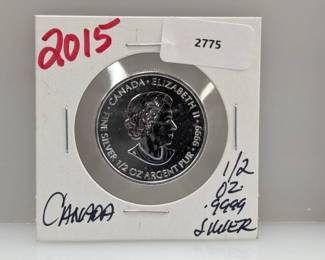 2015
2775
CANADA · ELIZABETH II
FINE SILVER 1/2 OZ ARGENT PUR 9999
CANADA
1/2
OZ.
.9999
SILVER